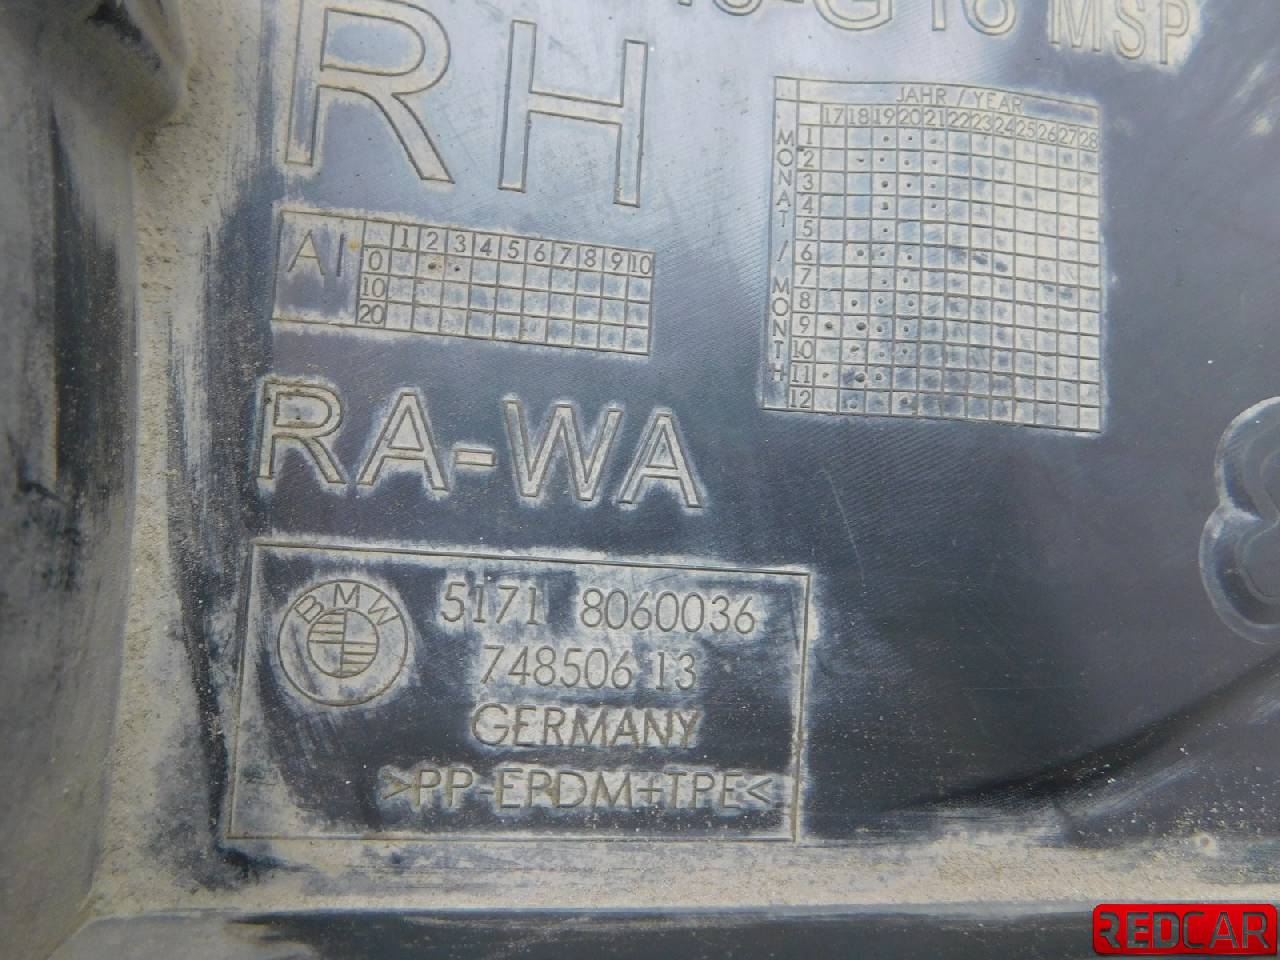 G16 MSP
RH
JAHR / YEAR
17 18 19 20 21 22 23 24 25 26 27 28
MONAT / MONTH
1
2
3
4
5
6
7
8
9
10
11
12
AI
1 2 3 4 5 6 7 8 9 10
0
10
20
RA-WA
BMW
5171 8060036
748506 13
GERMANY
>PP-EPDM+TPE<
REDCAR